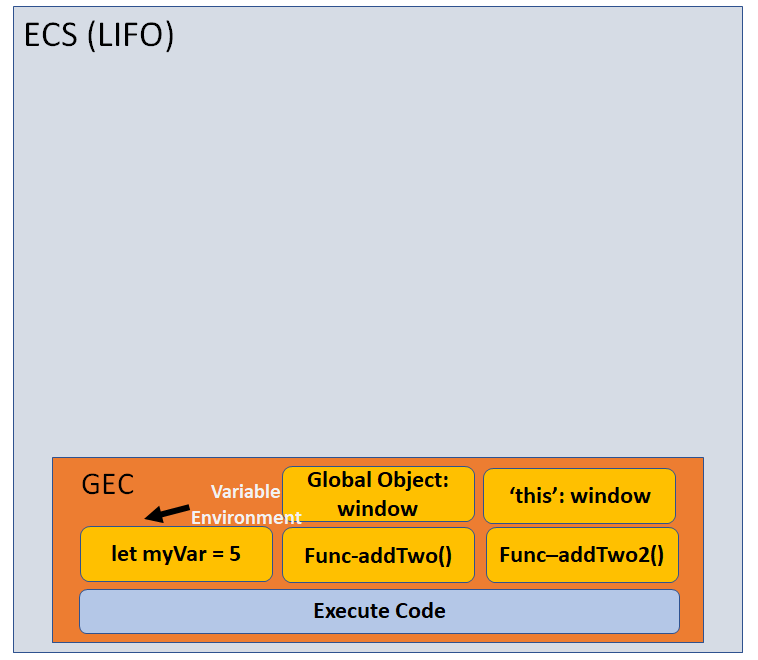 ECS (LIFO)
GEC
Variable
Environment
Global Object:
window
‘this’: window
let myVar = 5
Func-addTwo()
Func–addTwo2()
Execute Code